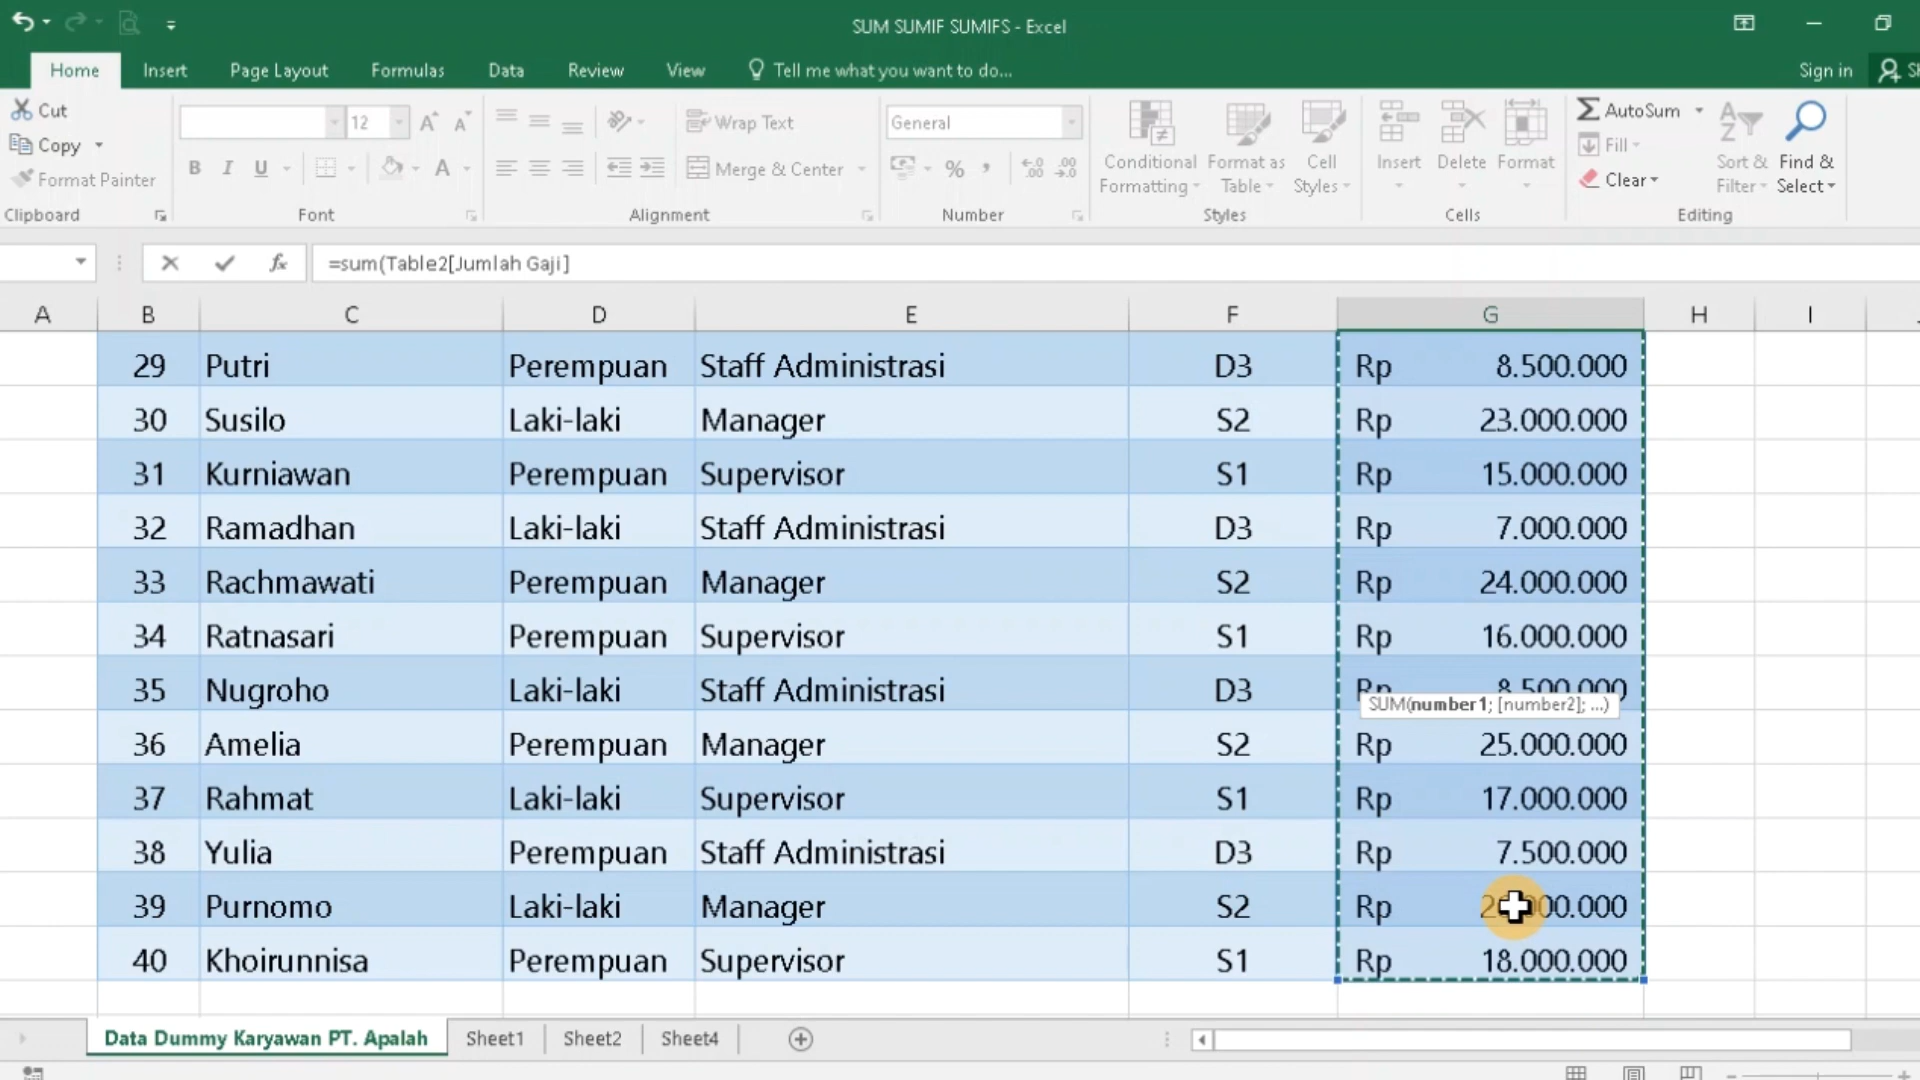 SUM SUMIF SUMIFS - Excel
Home Insert Page Layout Formulas Data Review View Tell me what you want to do... Sign in
Cut
Copy
Format Painter
Clipboard
12
B I U A
Font
Wrap Text
Merge & Center
Alignment
General
%
Number
Conditional Formatting
Format as Table
Cell Styles
Styles
Insert Delete Format
Cells
AutoSum
Fill
Clear
Sort & Filter
Find & Select
Editing
fx =sum(Table2[Jumlah Gaji]
A B C D E F G H I
29 Putri Perempuan Staff Administrasi D3 Rp 8.500.000
30 Susilo Laki-laki Manager S2 Rp 23.000.000
31 Kurniawan Perempuan Supervisor S1 Rp 15.000.000
32 Ramadhan Laki-laki Staff Administrasi D3 Rp 7.000.000
33 Rachmawati Perempuan Manager S2 Rp 24.000.000
34 Ratnasari Perempuan Supervisor S1 Rp 16.000.000
35 Nugroho Laki-laki Staff Administrasi D3 Rp 8.500.000
SUM(number1; [number2]; ...)
36 Amelia Perempuan Manager S2 Rp 25.000.000
37 Rahmat Laki-laki Supervisor S1 Rp 17.000.000
38 Yulia Perempuan Staff Administrasi D3 Rp 7.500.000
39 Purnomo Laki-laki Manager S2 Rp
40 Khoirunnisa Perempuan Supervisor S1 Rp 18.000.000
Data Dummy Karyawan PT. Apalah Sheet1 Sheet2 Sheet4